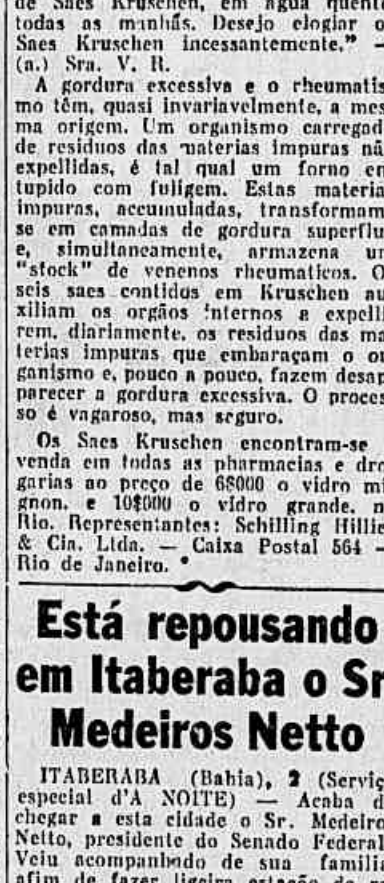 de Saes Kruschen, em agua quente
todas as manhãs. Desejo elogiar o
Saes Kruschen incessantemente." —
(a.) Sra. V. R.
A gordura excessiva e o rheumatis
mo têm, quasi invariavelmente, a mes
ma origem. Um organismo carregad
de residuos das materias impuras nã
expellidas, é tal qual um forno en
tupido com fuligem. Estas materia
impuras, accumuladas, transformam
se em camadas de gordura superflu
e, simultaneamente, armazena um
"stock" de venenos rheumaticos. O
seis saes contidos em Kruschen au
xiliam os orgãos internos a expelli
rem, diariamente, os residuos das ma
terias impuras que embaraçam o or
ganismo e, pouco a pouco, fazem desap
parecer a gordura excessiva. O proces
so é vagaroso, mas seguro.
Os Saes Kruschen encontram-se
venda em todas as pharmacias e dro
garias ao preço de 6$000 o vidro mi
gnon, e 10$000 o vidro grande, n
Rio. Representantes: Schilling Hillie
& Cia. Ltda. — Caixa Postal 564 —
Rio de Janeiro. *
Está repousando
em Itaberaba o Sr
Medeiros Netto
ITABERABA (Bahia), 2 (Serviç
especial d'A NOITE) — Acaba d
chegar a esta cidade o Sr. Medeiro
Netto, presidente do Senado Federal
Veiu acompanhado de sua familia
afim de fazer ligeira estação de